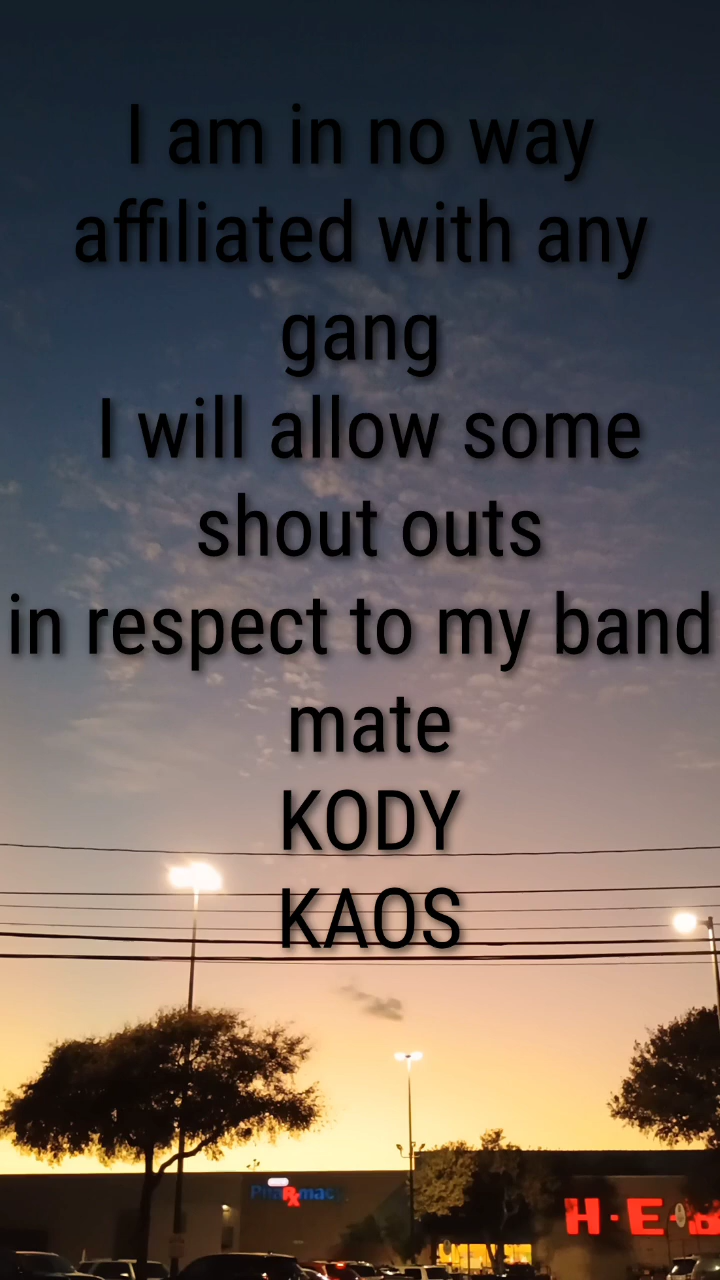 I am in no way
affiliated with any
gang
I will allow some
shout outs
in respect to my band
mate
KODY
KAOS
Pharmacy
H-E-B